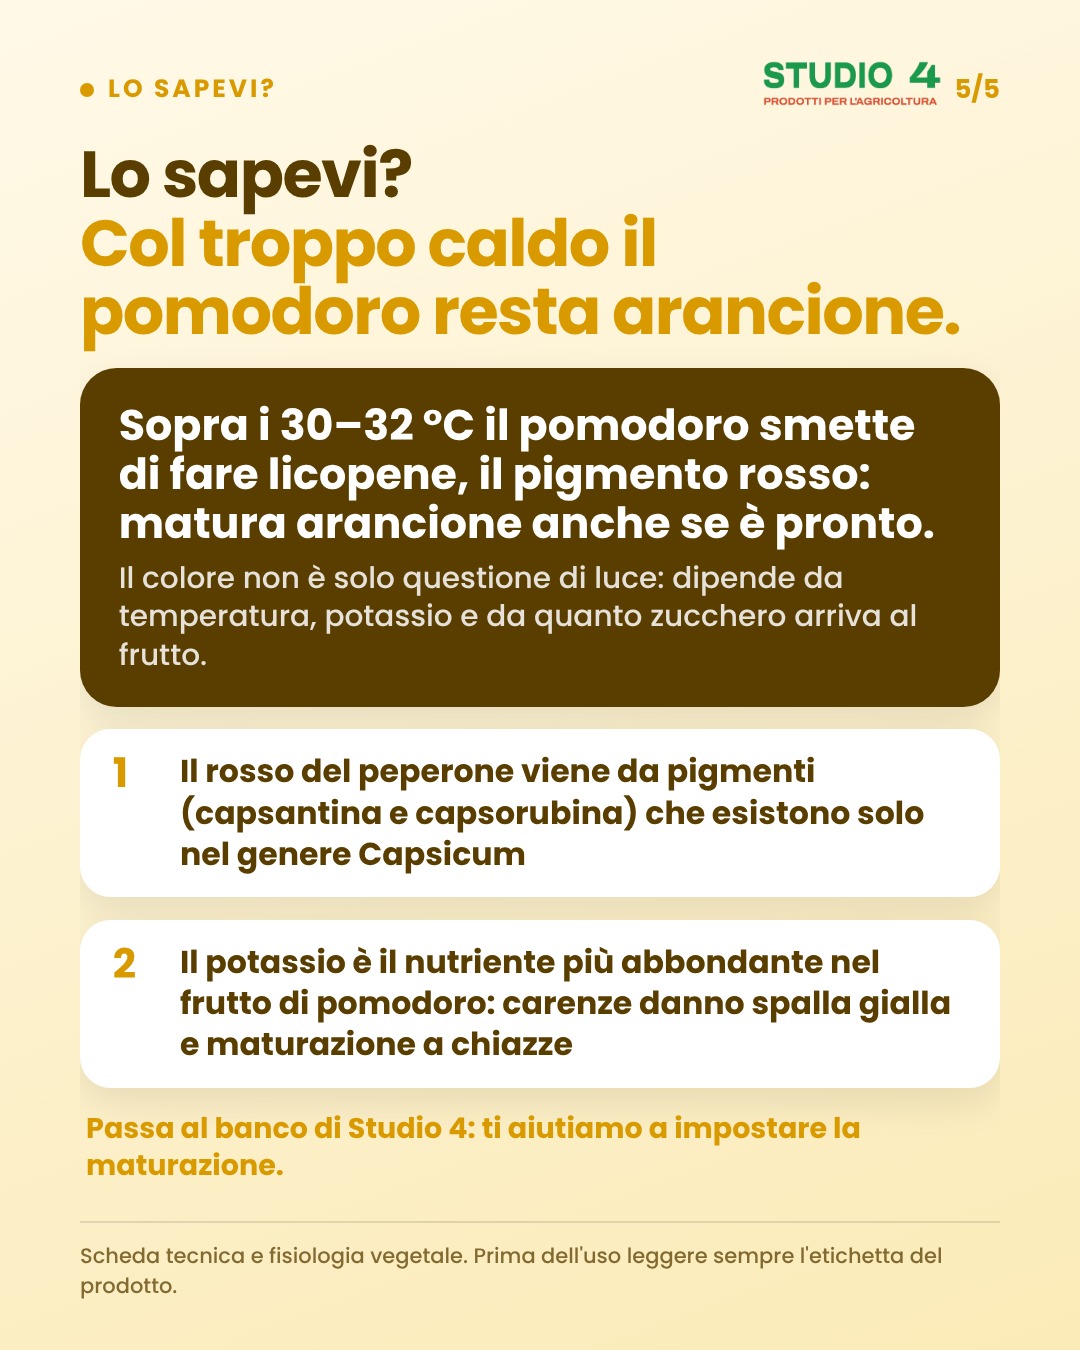 LO SAPEVI?
STUDIO 4
PRODOTTI PER L'AGRICOLTURA
5/5
Lo sapevi?
Col troppo caldo il
pomodoro resta arancione.
Sopra i 30–32 °C il pomodoro smette
di fare licopene, il pigmento rosso:
matura arancione anche se è pronto.
Il colore non è solo questione di luce: dipende da
temperatura, potassio e da quanto zucchero arriva al
frutto.
1
Il rosso del peperone viene da pigmenti
(capsantina e capsorubina) che esistono solo
nel genere Capsicum
2
Il potassio è il nutriente più abbondante nel
frutto di pomodoro: carenze danno spalla gialla
e maturazione a chiazze
Passa al banco di Studio 4: ti aiutiamo a impostare la
maturazione.
Scheda tecnica e fisiologia vegetale. Prima dell'uso leggere sempre l'etichetta del
prodotto.